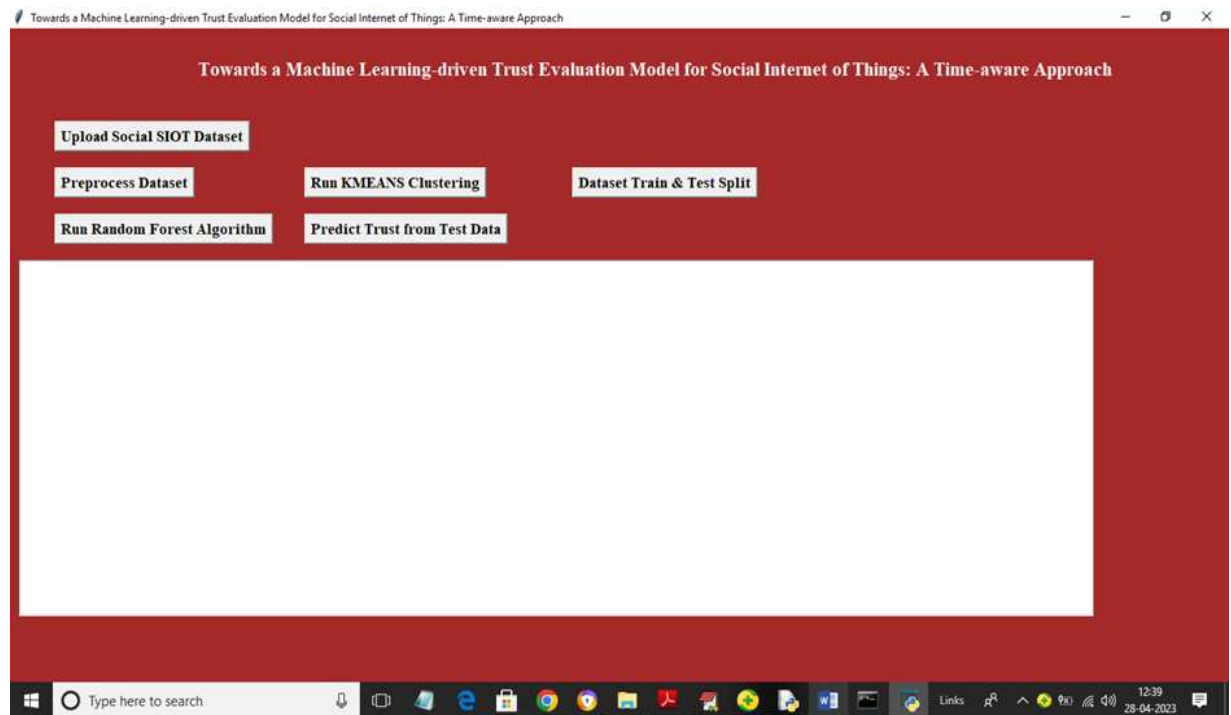 Towards a Machine Learning-driven Trust Evaluation Model for Social Internet of Things: A Time-aware Approach
Towards a Machine Learning-driven Trust Evaluation Model for Social Internet of Things: A Time-aware Approach
Upload Social SIOT Dataset
Preprocess Dataset
Run KMEANS Clustering
Dataset Train & Test Split
Run Random Forest Algorithm
Predict Trust from Test Data
Type here to search
Links
12:39
28-04-2023